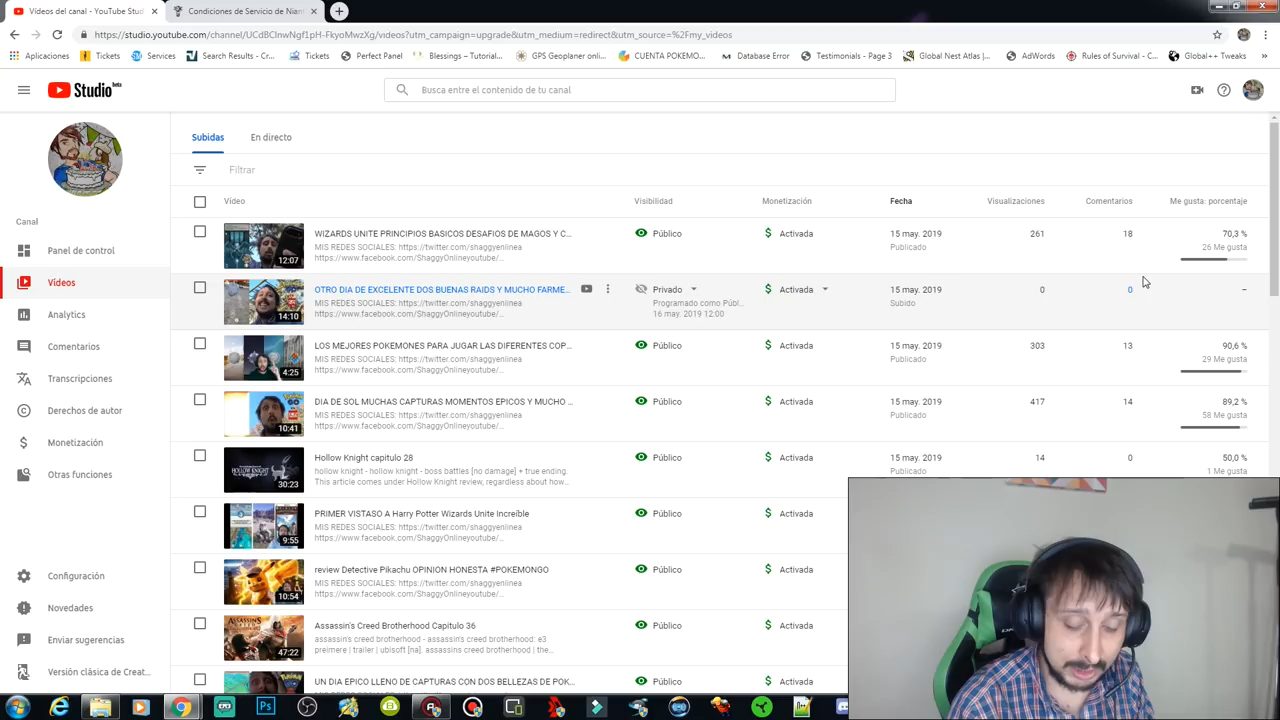 Vídeos del canal - YouTube Stud
Condiciones de Servicio de Nian
https://studio.youtube.com/channel/UCdBClnwNgf1pH-FkyoMwzXg/videos?utm_campaign=upgrade&utm_medium=redirect&utm_source=%2Fmy_videos
Aplicaciones
Tickets
Services
Search Results - Cr...
Tickets
Perfect Panel
Blessings – Tutorial...
GPS Geoplaner onli...
CUENTA POKEMO...
Database Error
Testimonials - Page 3
Global Nest Atlas |...
AdWords
Rules of Survival - C...
Global++ Tweaks
Studio beta
Busca entre el contenido de tu canal
Subidas
En directo
Filtrar
Vídeo
Visibilidad
Monetización
Fecha
Visualizaciones
Comentarios
Me gusta: porcentaje
Canal
Panel de control
Vídeos
Analytics
Comentarios
Transcripciones
Derechos de autor
Monetización
Otras funciones
Configuración
Novedades
Enviar sugerencias
Versión clásica de Creat...
WIZARDS UNITE PRINCIPIOS BASICOS DESAFIOS DE MAGOS Y C...
MIS REDES SOCIALES: https://twitter.com/shaggyenlinea
https://www.facebook.com/ShaggyOnlineyoutube/...
12:07
Público
Activada
15 may. 2019
Publicado
261
18
70,3 %
26 Me gusta
OTRO DIA DE EXCELENTE DOS BUENAS RAIDS Y MUCHO FARME...
MIS REDES SOCIALES: https://twitter.com/shaggyenlinea
https://www.facebook.com/ShaggyOnlineyoutube/...
14:10
Privado
Programado como Públ...
16 may. 2019 12:00
Activada
15 may. 2019
Subido
0
0
–
LOS MEJORES POKEMONES PARA JUGAR LAS DIFERENTES COP...
MIS REDES SOCIALES: https://twitter.com/shaggyenlinea
https://www.facebook.com/ShaggyOnlineyoutube/...
4:25
Público
Activada
15 may. 2019
Publicado
303
13
90,6 %
29 Me gusta
DIA DE SOL MUCHAS CAPTURAS MOMENTOS EPICOS Y MUCHO ...
MIS REDES SOCIALES: https://twitter.com/shaggyenlinea
https://www.facebook.com/ShaggyOnlineyoutube/...
10:41
Público
Activada
15 may. 2019
Publicado
417
14
89,2 %
58 Me gusta
Hollow Knight capitulo 28
hollow knight - hollow knight - boss battles [no damage] + true ending.
This article comes under Hollow Knight review, regardless about how...
HOLLOW KNIGHT
30:23
Público
Activada
15 may. 2019
Publicado
14
0
50,0 %
1 Me gusta
PRIMER VISTASO A Harry Potter Wizards Unite Increíble
MIS REDES SOCIALES: https://twitter.com/shaggyenlinea
https://www.facebook.com/ShaggyOnlineyoutube/...
9:55
Público
Activada
review Detective Pikachu OPINION HONESTA #POKEMONGO
MIS REDES SOCIALES: https://twitter.com/shaggyenlinea
https://www.facebook.com/ShaggyOnlineyoutube/...
10:54
Público
Activada
Assassin's Creed Brotherhood Capitulo 36
assassin's creed brotherhood - assassin's creed brotherhood: e3
preimere | trailer | ubisoft [na]. assassin's creed brotherhood | the...
47:22
Público
Activada
UN DIA EPICO LLENO DE CAPTURAS CON DOS BELLEZAS DE POK...
Público
Activada
Ps